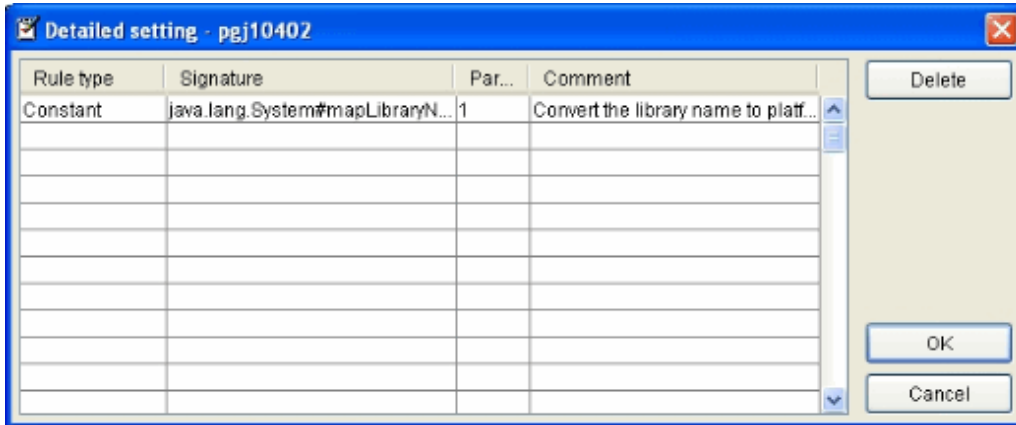 Detailed setting - pgj10402
Rule type Signature Par... Comment
Constant java.lang.System#mapLibraryN... 1 Convert the library name to platf...
Delete
OK
Cancel